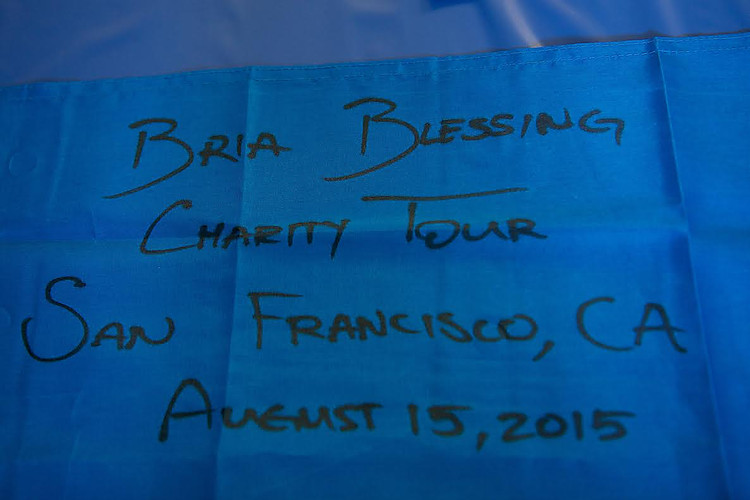 BRIA BLESSING
CHARITY TOUR
SAN FRANCISCO, CA
AUGUST 15, 2015